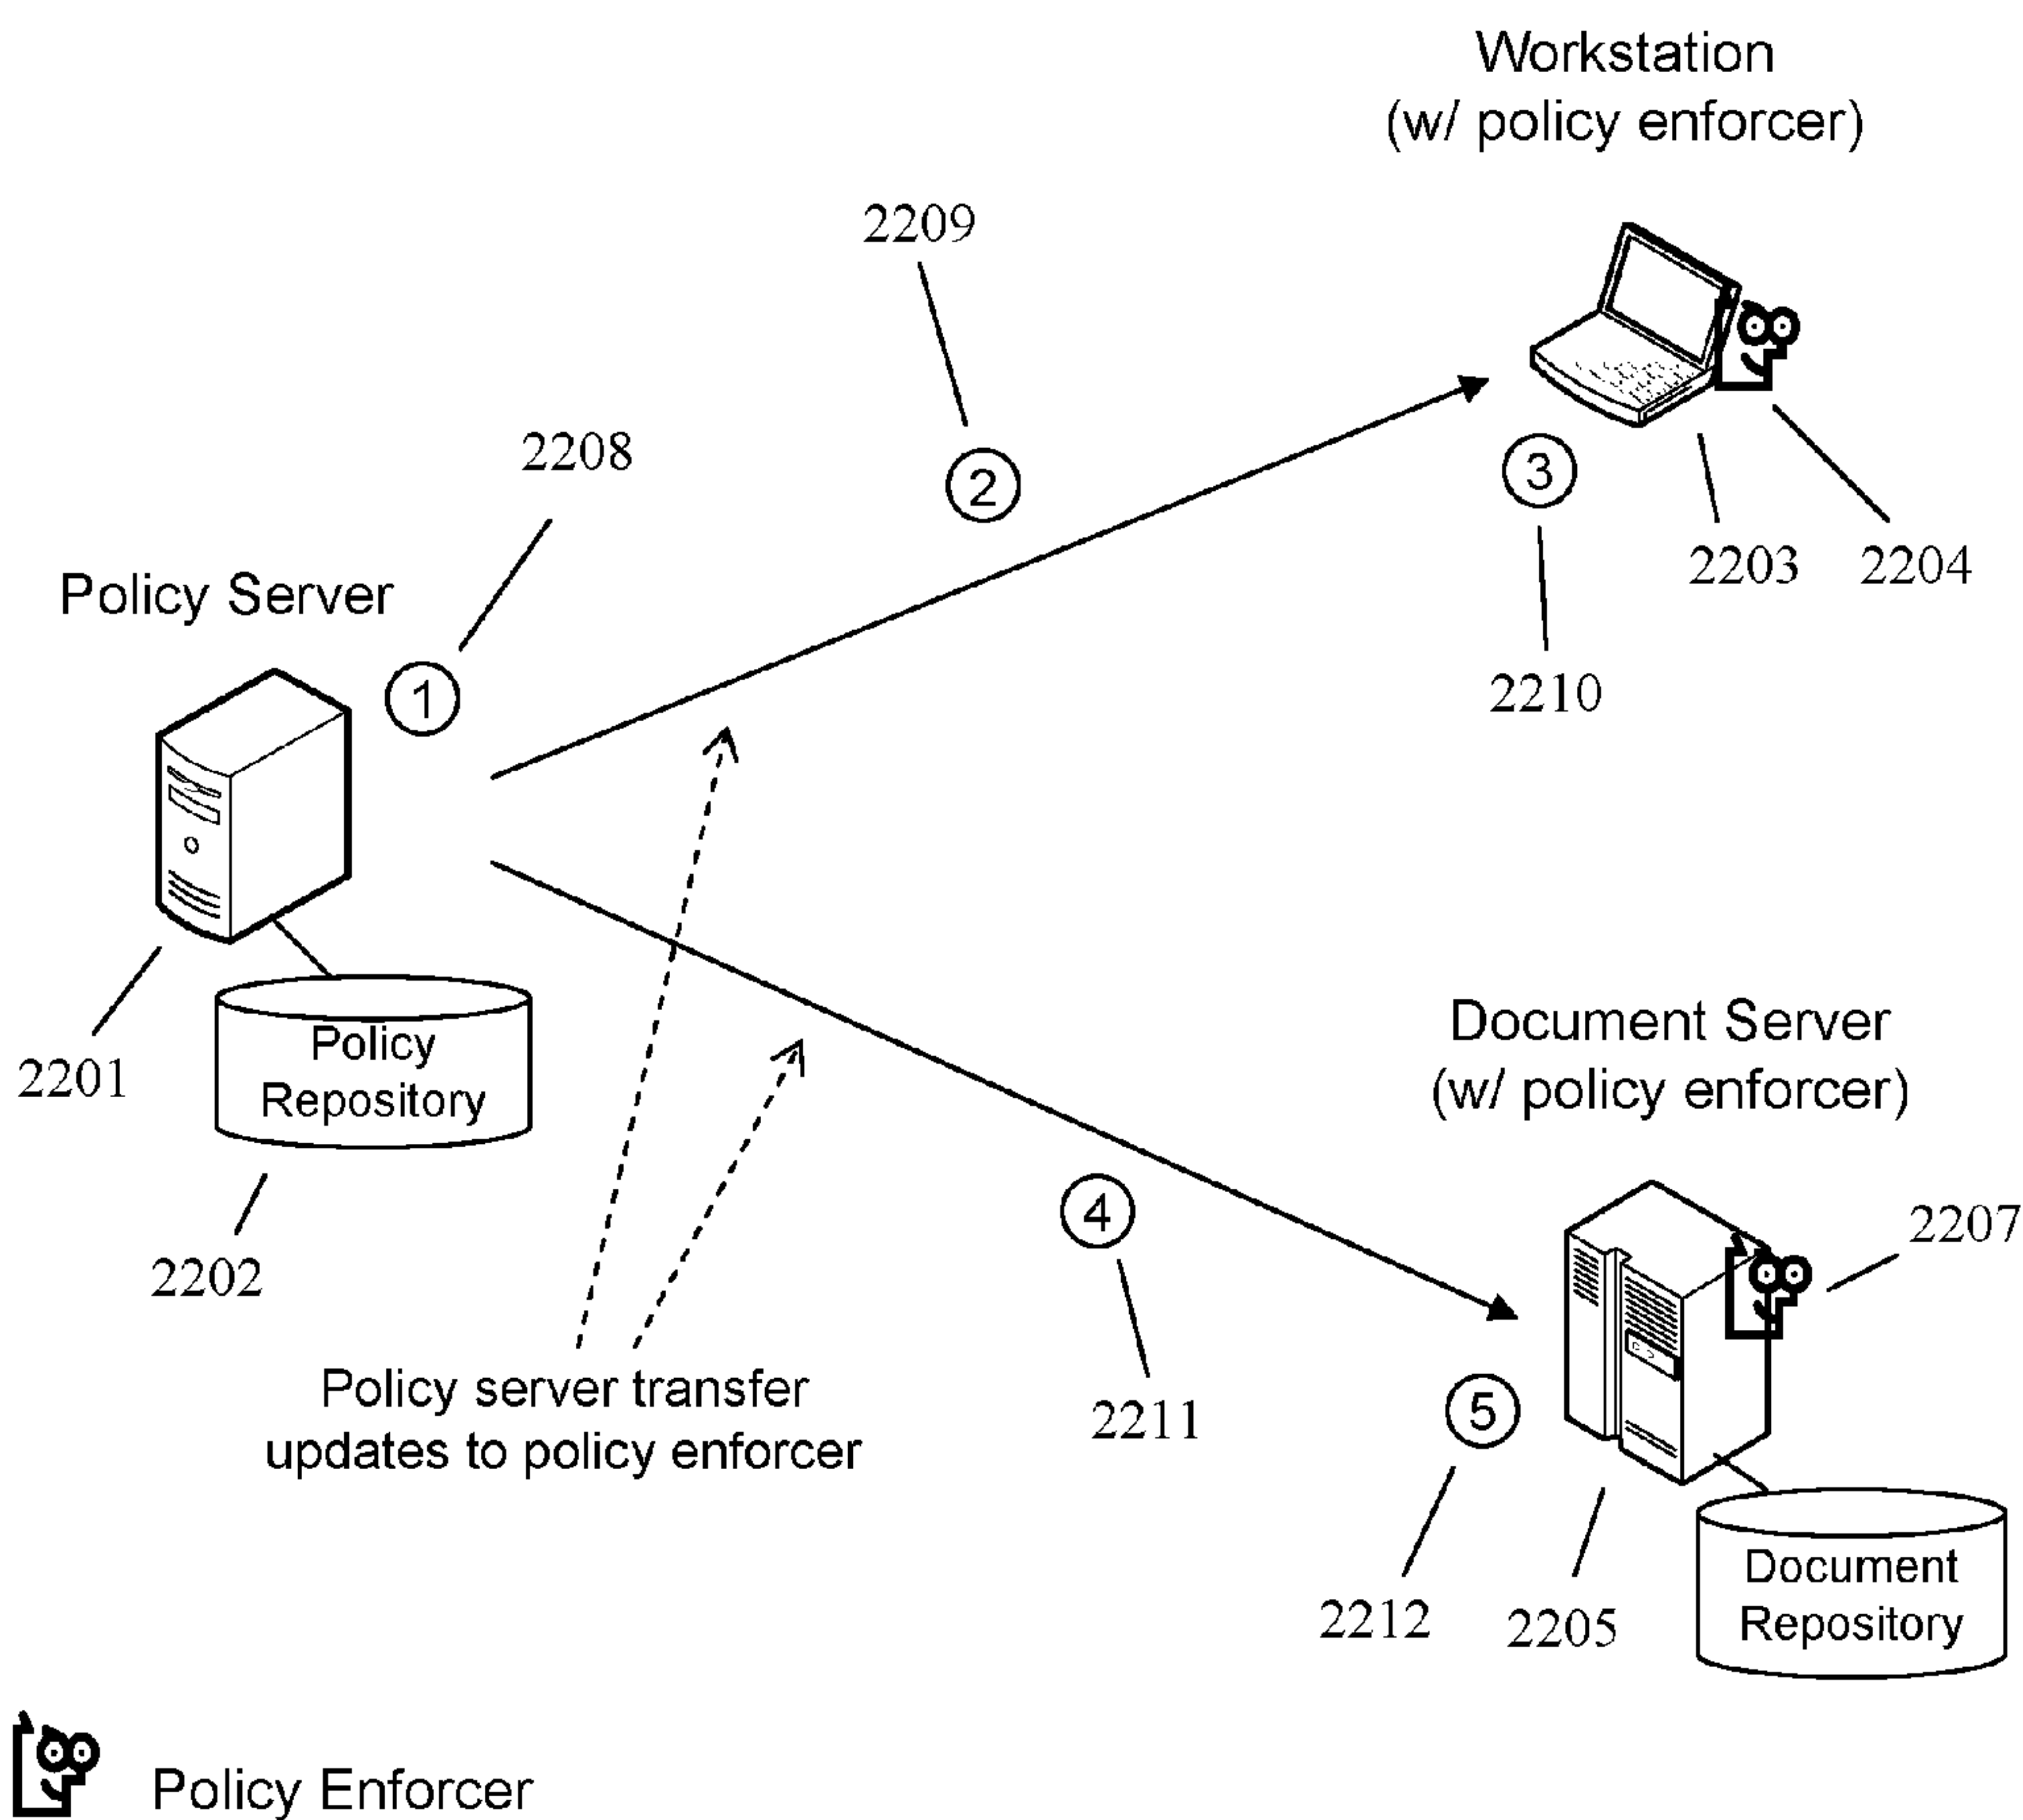 Workstation
(w/ policy enforcer)
2209
2208
2
3
2203
2204
Policy Server
1
2210
Document Server
(w/ policy enforcer)
2201
Policy
Repository
2202
4
2207
Policy server transfer
updates to policy enforcer
2211
5
2212
2205
Document
Repository
Policy Enforcer